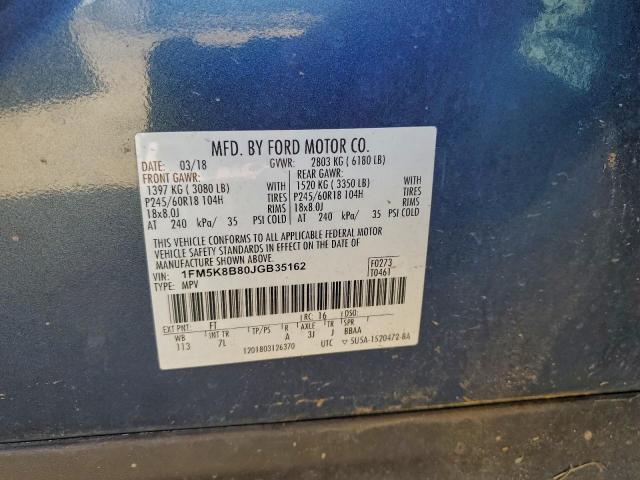 MFD. BY FORD MOTOR CO.
DATE: 03/18 GVWR: 2803 KG ( 6180 LB)
FRONT GAWR: REAR GAWR:
1397 KG ( 3080 LB) WITH 1520 KG ( 3350 LB) WITH
P245/60R18 104H TIRES P245/60R18 104H TIRES
18x8.0J RIMS 18x8.0J RIMS
AT 240 kPa/ 35 PSI COLD AT 240 kPa/ 35 PSI COLD
THIS VEHICLE CONFORMS TO ALL APPLICABLE FEDERAL MOTOR
VEHICLE SAFETY STANDARDS IN EFFECT ON THE DATE OF
MANUFACTURE SHOWN ABOVE.
VIN: 1FM5K8B80JGB35162 F0273
TYPE: MPV T0461
EXT PNT: FT RC: 16 DSO:
WB INT TR TP/PS R AXLE TR SPR
113 7L A 3J J BBAA
1201803126370 UTC ▽ 5U5A-1520472-BA